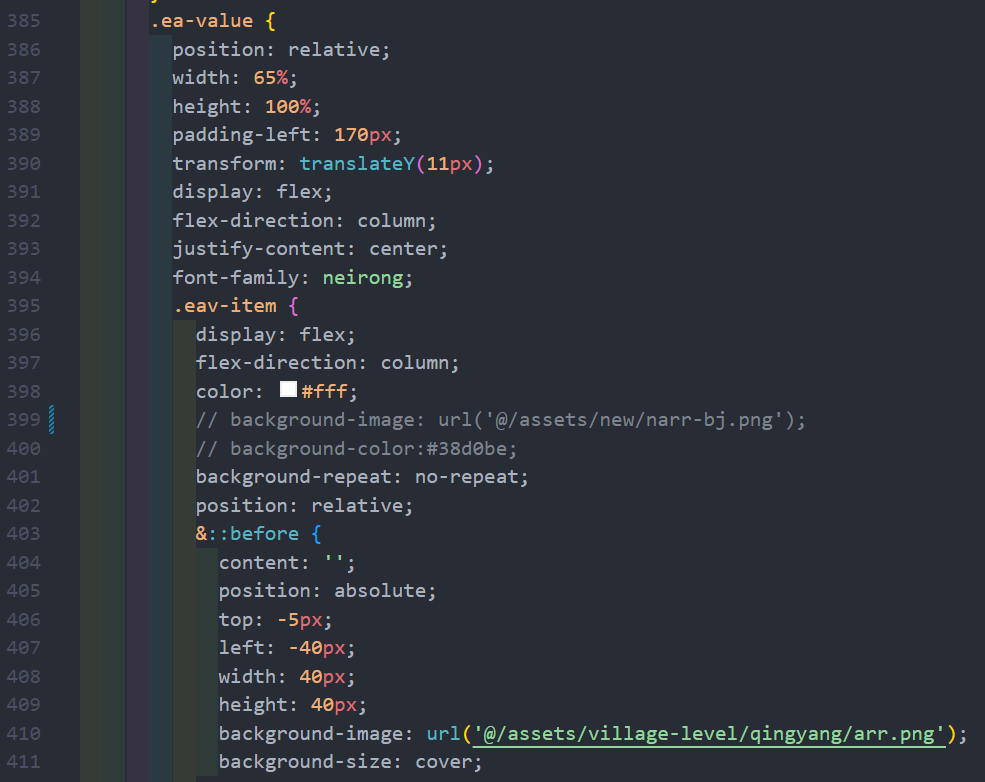 385 .ea-value {
386 position: relative;
387 width: 65%;
388 height: 100%;
389 padding-left: 170px;
390 transform: translateY(11px);
391 display: flex;
392 flex-direction: column;
393 justify-content: center;
394 font-family: neirong;
395 .eav-item {
396 display: flex;
397 flex-direction: column;
398 color: #fff;
399 // background-image: url('@/assets/new/narr-bj.png');
400 // background-color:#38d0be;
401 background-repeat: no-repeat;
402 position: relative;
403 &::before {
404 content: '';
405 position: absolute;
406 top: -5px;
407 left: -40px;
408 width: 40px;
409 height: 40px;
410 background-image: url('@/assets/village-level/qingyang/arr.png');
411 background-size: cover;